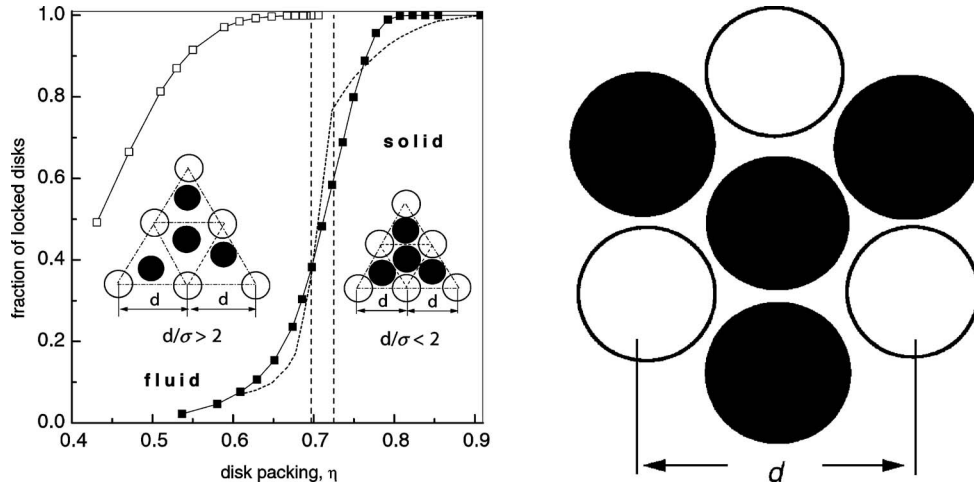 1.0
0.8
0.6
0.4
0.2
0.0
fraction of locked disks
solid
fluid
d d
d/σ > 2
d d
d/σ < 2
0.4 0.5 0.6 0.7 0.8 0.9
disk packing, η
d